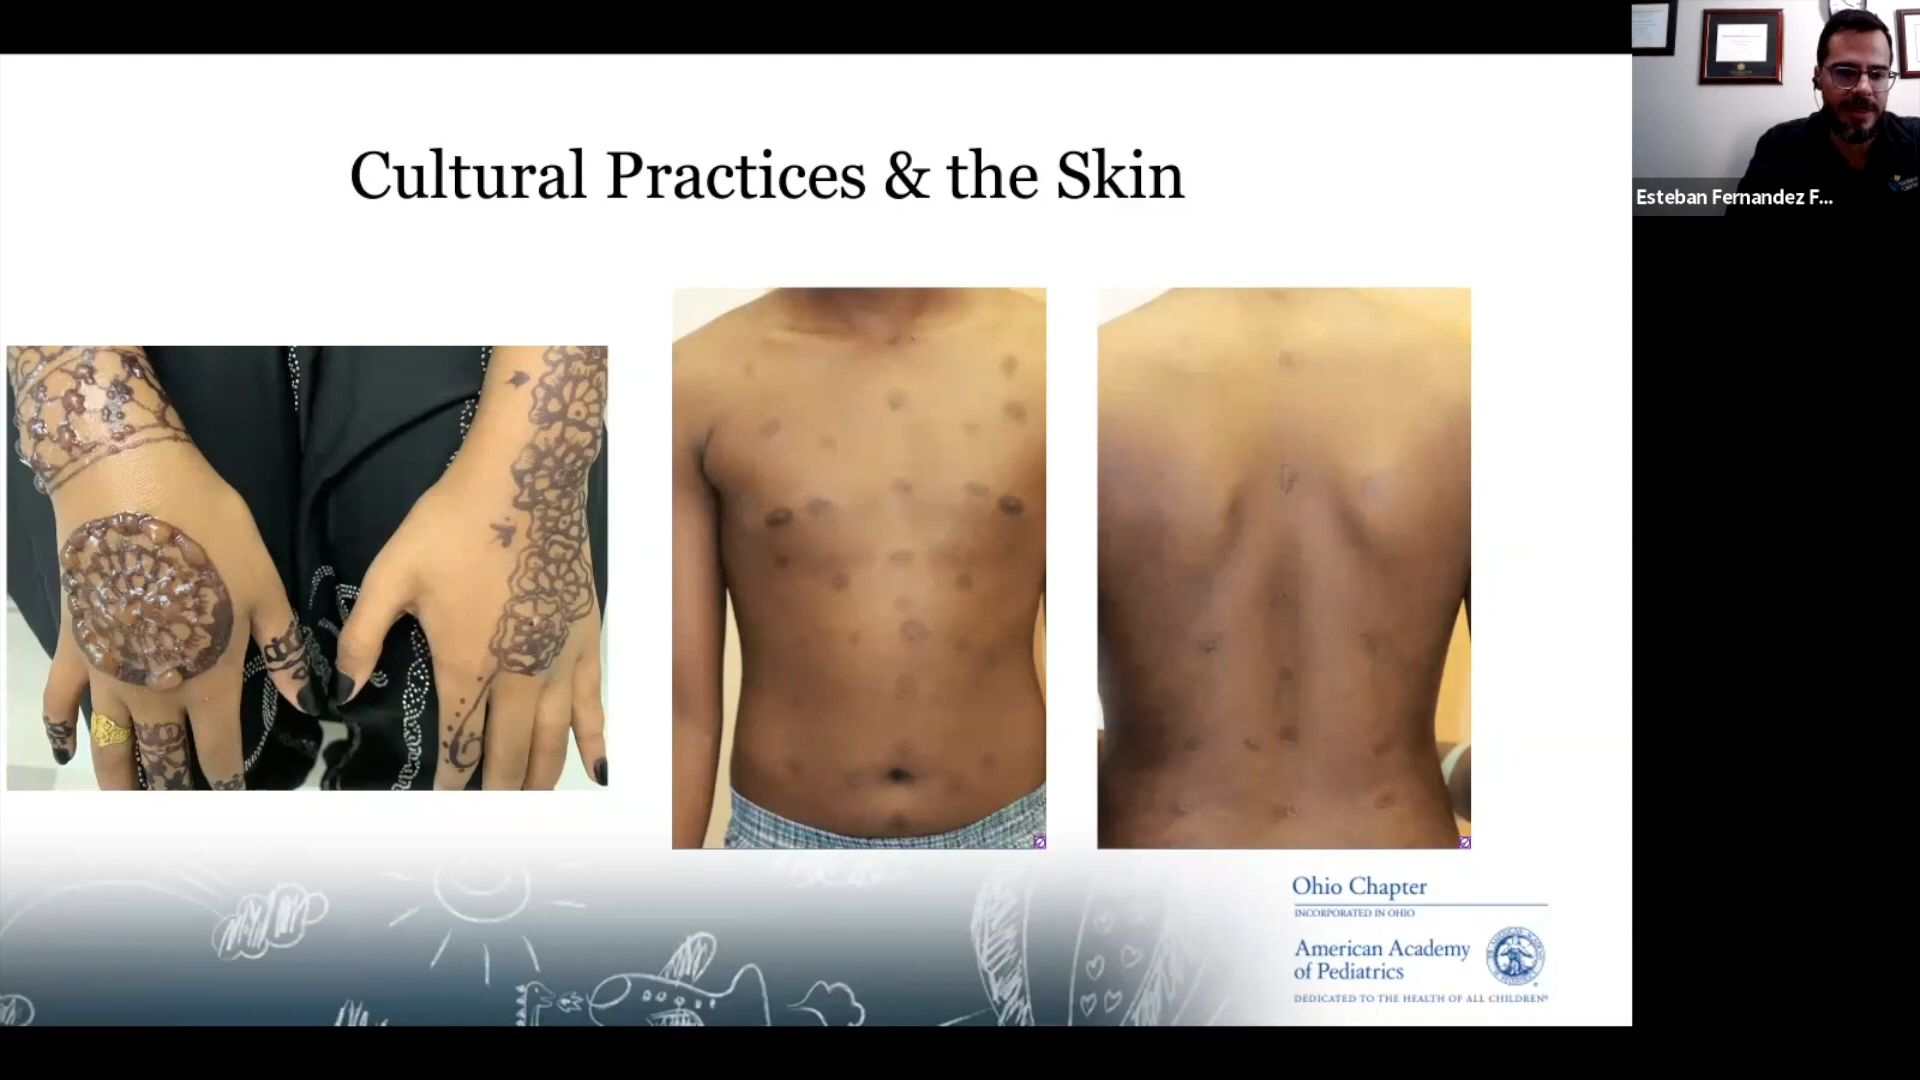 Cultural Practices & the Skin
Esteban Fernandez F...
Ohio Chapter
INCORPORATED IN OHIO
American Academy
of Pediatrics
DEDICATED TO THE HEALTH OF ALL CHILDREN®